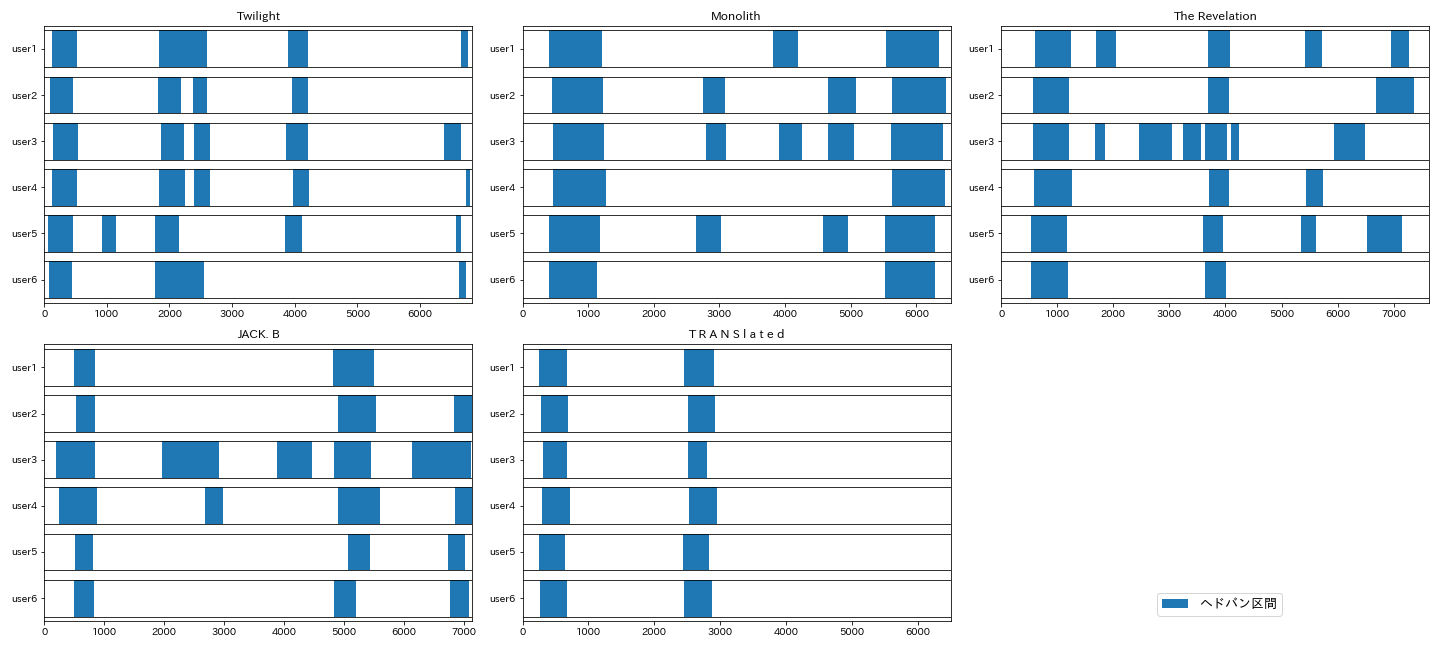 Twilight
user1
user2
user3
user4
user5
user6
0 1000 2000 3000 4000 5000 6000
Monolith
user1
user2
user3
user4
user5
user6
0 1000 2000 3000 4000 5000 6000
The Revelation
user1
user2
user3
user4
user5
user6
0 1000 2000 3000 4000 5000 6000 7000
JACK. B
user1
user2
user3
user4
user5
user6
0 1000 2000 3000 4000 5000 6000 7000
T R A N S l a t e d
user1
user2
user3
user4
user5
user6
0 1000 2000 3000 4000 5000 6000
ヘドバン区間